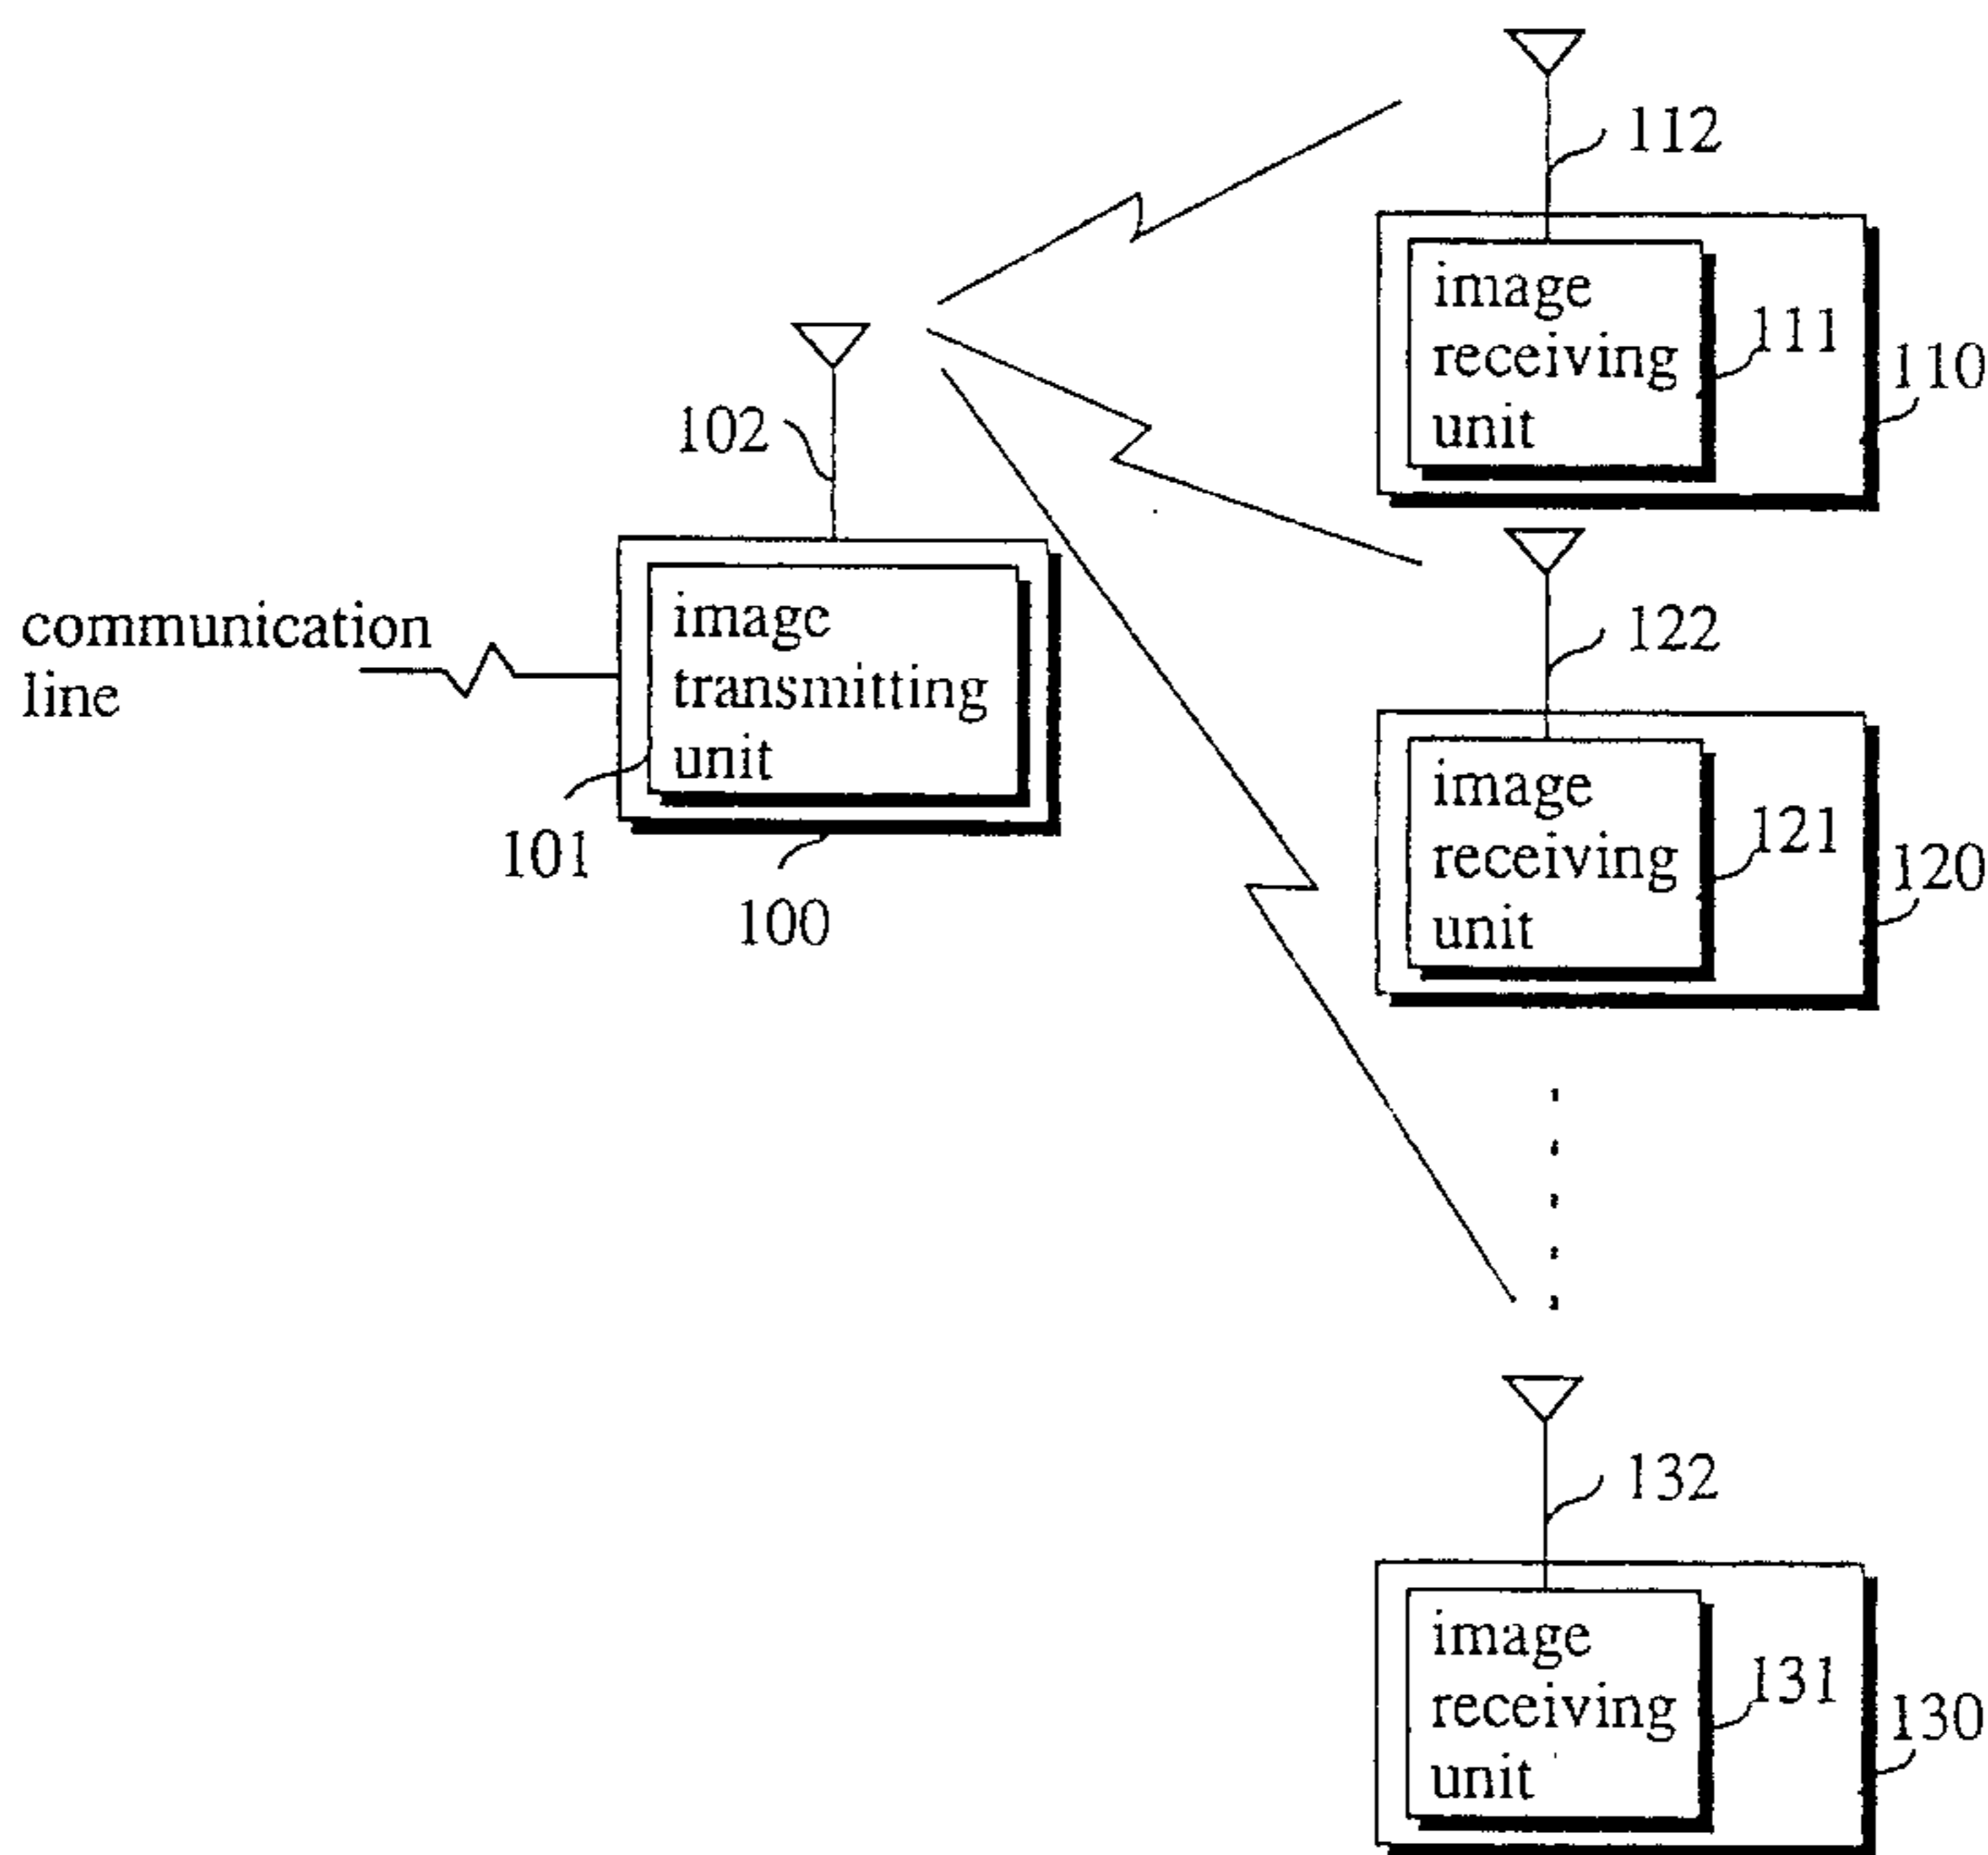 112
image
receiving
unit
111
110
102
communication
line
image
transmitting
unit
101
100
122
image
receiving
unit
121
120
132
image
receiving
unit
131
130